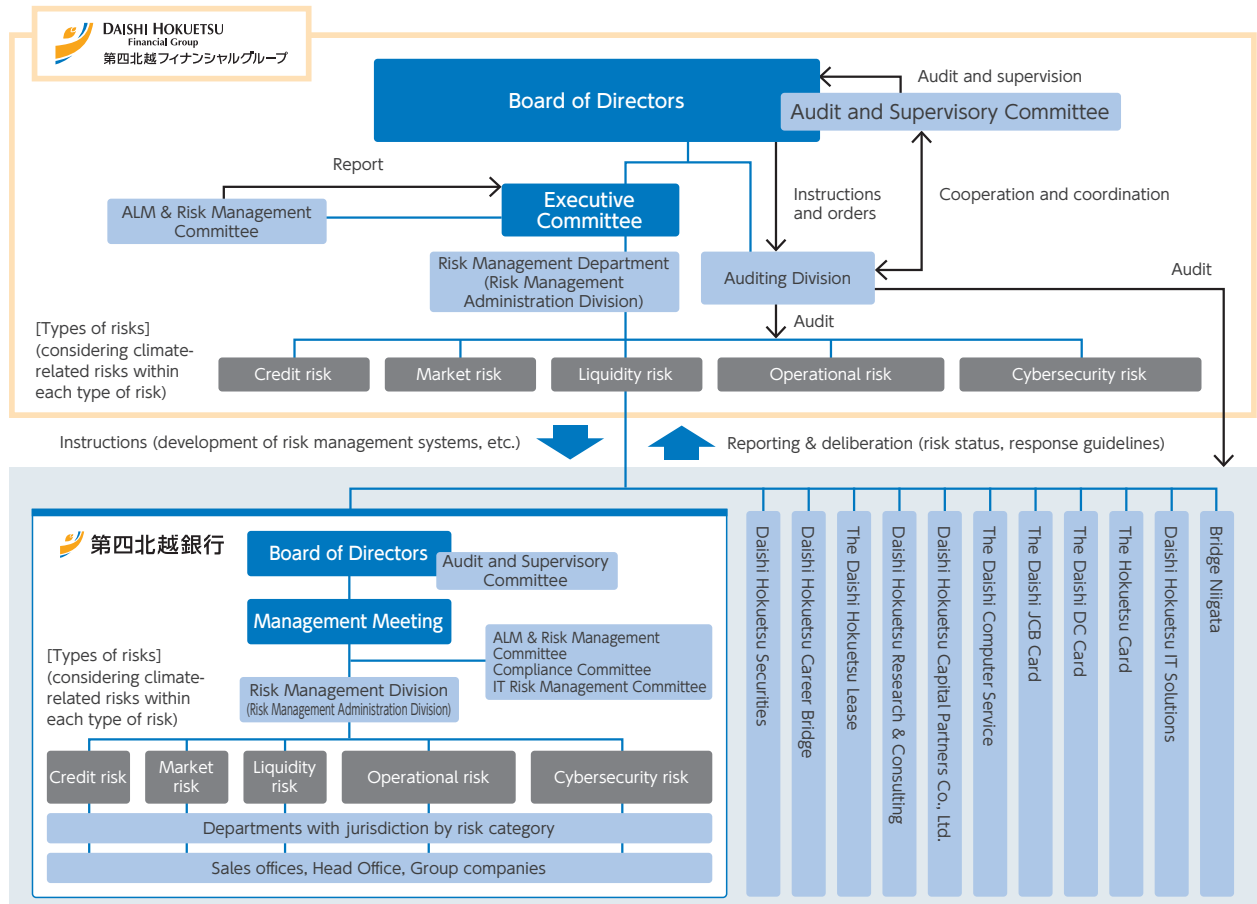 DAISHI HOKUETSU
Financial Group
第四北越フィナンシャルグループ
Board of Directors
Audit and supervision
Audit and Supervisory Committee
Report
ALM & Risk Management
Committee
Executive
Committee
Instructions
and orders
Cooperation and coordination
Risk Management Department
(Risk Management
Administration Division)
Auditing Division
Audit
Audit
[Types of risks]
(considering climate-
related risks within
each type of risk)
Credit risk
Market risk
Liquidity risk
Operational risk
Cybersecurity risk
Instructions (development of risk management systems, etc.)
Reporting & deliberation (risk status, response guidelines)
第四北越銀行
Board of Directors
Audit and Supervisory
Committee
Management Meeting
ALM & Risk Management
Committee
Compliance Committee
IT Risk Management Committee
[Types of risks]
(considering climate-
related risks within
each type of risk)
Risk Management Division
(Risk Management Administration Division)
Credit risk
Market
risk
Liquidity
risk
Operational risk
Cybersecurity risk
Departments with jurisdiction by risk category
Sales offices, Head Office, Group companies
Daishi Hokuetsu Securities
Daishi Hokuetsu Career Bridge
The Daishi Hokuetsu Lease
Daishi Hokuetsu Research & Consulting
Daishi Hokuetsu Capital Partners Co., Ltd.
The Daishi Computer Service
The Daishi JCB Card
The Daishi DC Card
The Hokuetsu Card
Daishi Hokuetsu IT Solutions
Bridge Niigata